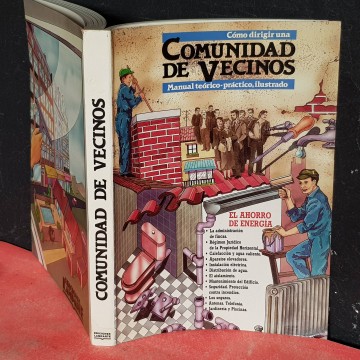 Cómo dirigir una
COMUNIDAD
DE VECINOS
Manual teórico-práctico, ilustrado
COMUNIDAD DE VECINOS
EL AHORRO
DE ENERGIA
• La administración
de fincas.
• Régimen Jurídico
de la Propiedad Horizontal.
• Calefacción y agua caliente.
• Aparatos elevadores.
• Instalación eléctrica.
• Distribución de agua.
• El aislamiento.
• Mantenimiento del Edificio.
• Seguridad. Protección
contra incendios.
• Los seguros.
• Antenas. Telefonía.
• Jardinería y Piscinas.